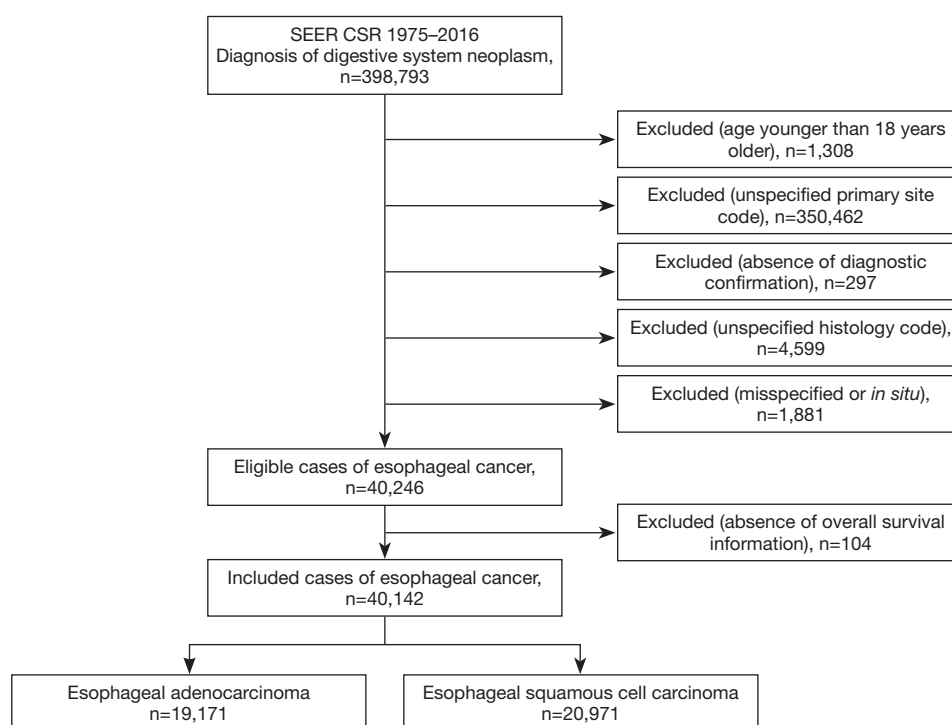 SEER CSR 1975–2016
Diagnosis of digestive system neoplasm,
n=398,793
Excluded (age younger than 18 years
older), n=1,308
Excluded (unspecified primary site
code), n=350,462
Excluded (absence of diagnostic
confirmation), n=297
Excluded (unspecified histology code),
n=4,599
Excluded (misspecified or in situ),
n=1,881
Eligible cases of esophageal cancer,
n=40,246
Excluded (absence of overall survival
information), n=104
Included cases of esophageal cancer,
n=40,142
Esophageal adenocarcinoma
n=19,171
Esophageal squamous cell carcinoma
n=20,971